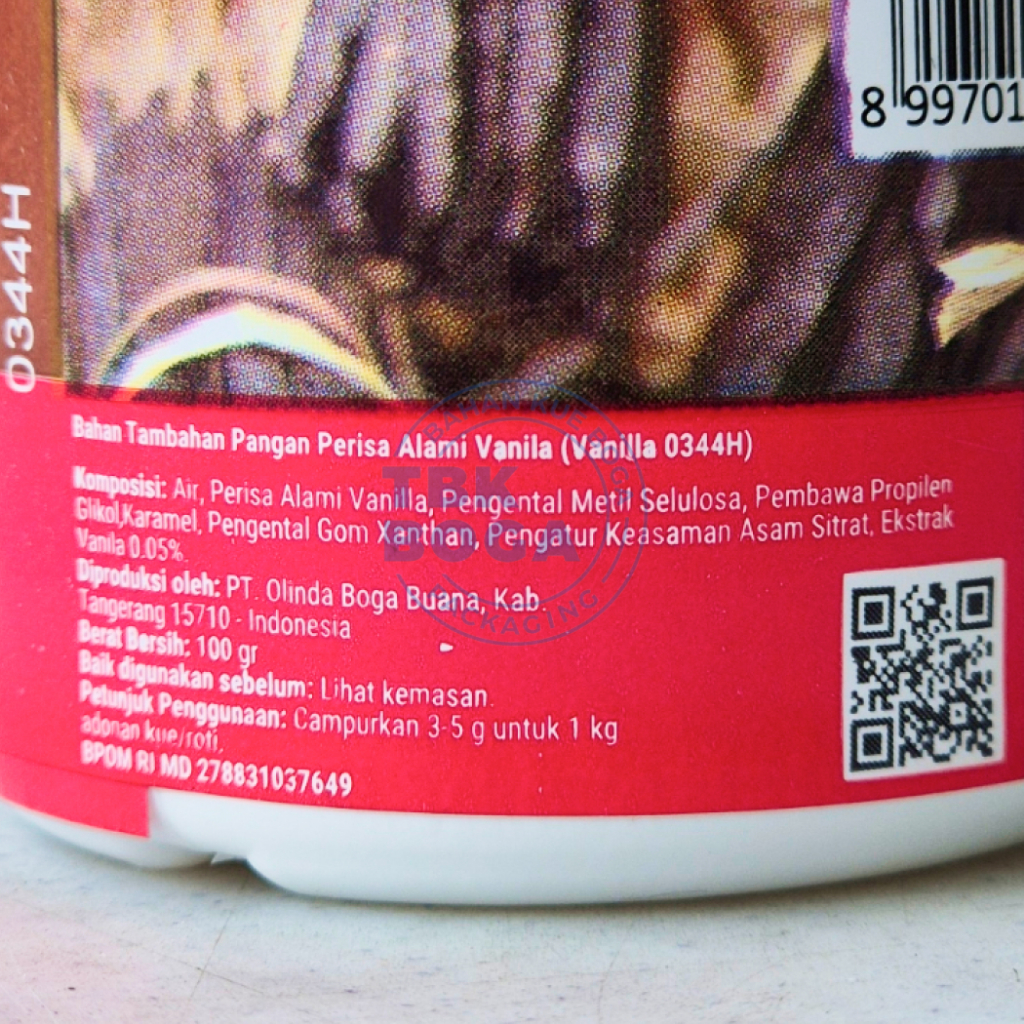 8 99701
0344H
Bahan Tambahan Pangan Perisa Alami Vanila (Vanilla 0344H)
Komposisi: Air, Perisa Alami Vanilla, Pengental Metil Selulosa, Pembawa Propilen
Glikol,Karamel, Pengental Gom Xanthan, Pengatur Keasaman Asam Sitrat, Ekstrak
Vanila 0.05%.
Diproduksi oleh: PT. Olinda Boga Buana, Kab.
Tangerang 15710 - Indonesia
Berat Bersih: 100 gr
Baik digunakan sebelum: Lihat kemasan.
Petunjuk Penggunaan: Campurkan 3-5 g untuk 1 kg
adonan kue/roti.
BPOM RI MD 278831037649
BAHAN KUE BOGA
TBK
BOGA
PACKAGING